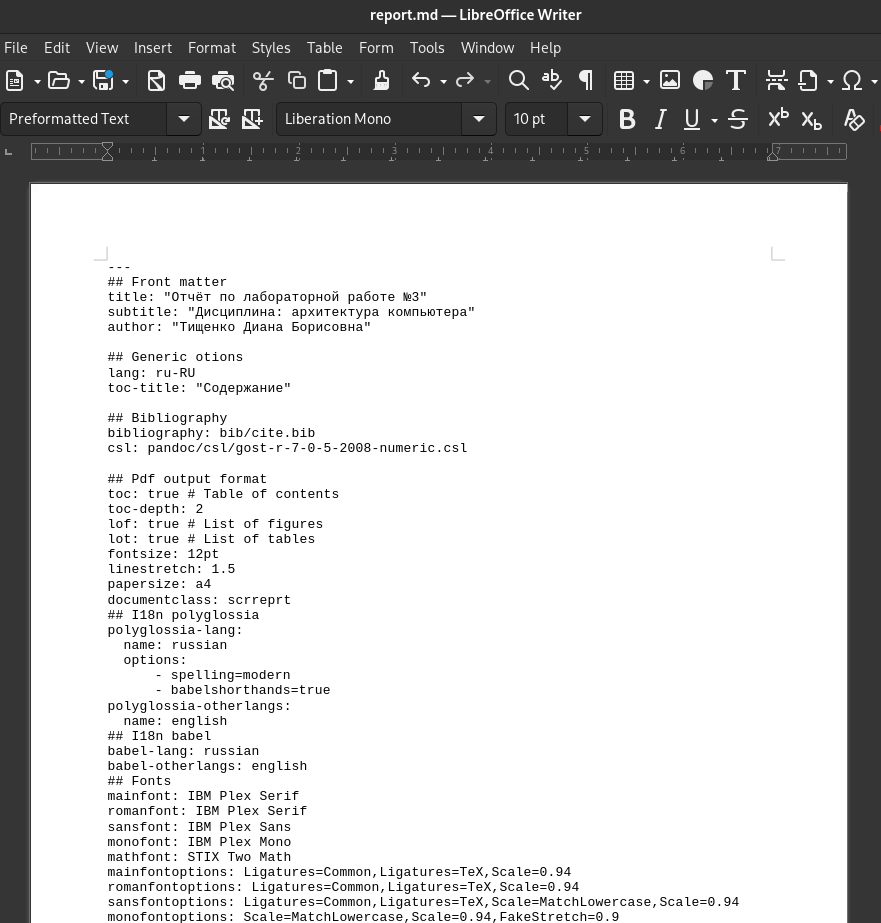 report.md — LibreOffice Writer
File Edit View Insert Format Styles Table Form Tools Window Help
Preformatted Text Liberation Mono 10 pt
1 2 3 4 5 6 7
---
## Front matter
title: "Отчёт по лабораторной работе №3"
subtitle: "Дисциплина: архитектура компьютера"
author: "Тищенко Диана Борисовна"
## Generic otions
lang: ru-RU
toc-title: "Содержание"
## Bibliography
bibliography: bib/cite.bib
csl: pandoc/csl/gost-r-7-0-5-2008-numeric.csl
## Pdf output format
toc: true # Table of contents
toc-depth: 2
lof: true # List of figures
lot: true # List of tables
fontsize: 12pt
linestretch: 1.5
papersize: a4
documentclass: scrreprt
## I18n polyglossia
polyglossia-lang:
  name: russian
  options:
      - spelling=modern
      - babelshorthands=true
polyglossia-otherlangs:
  name: english
## I18n babel
babel-lang: russian
babel-otherlangs: english
## Fonts
mainfont: IBM Plex Serif
romanfont: IBM Plex Serif
sansfont: IBM Plex Sans
monofont: IBM Plex Mono
mathfont: STIX Two Math
mainfontoptions: Ligatures=Common,Ligatures=TeX,Scale=0.94
romanfontoptions: Ligatures=Common,Ligatures=TeX,Scale=0.94
sansfontoptions: Ligatures=Common,Ligatures=TeX,Scale=MatchLowercase,Scale=0.94
monofontoptions: Scale=MatchLowercase,Scale=0.94,FakeStretch=0.9